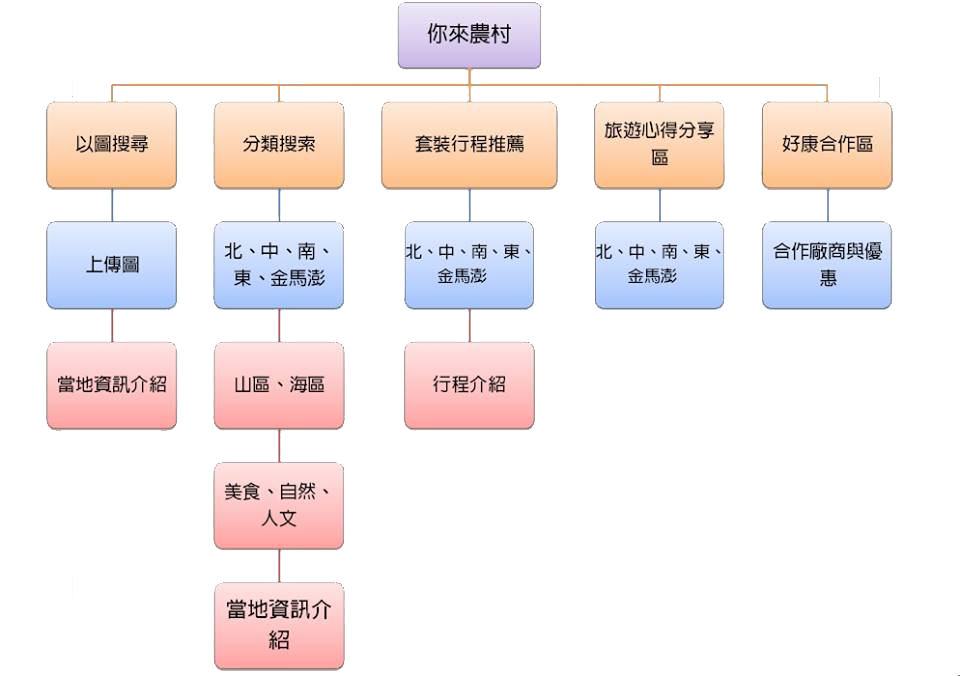 你來農村
以圖搜尋
分類搜索
套裝行程推薦
旅遊心得分享
區
好康合作區
上傳圖
北、中、南、
東、金馬澎
北、中、南、東、
金馬澎
北、中、南、東、
金馬澎
合作廠商與優
惠
當地資訊介紹
山區、海區
行程介紹
美食、自然、
人文
當地資訊介
紹